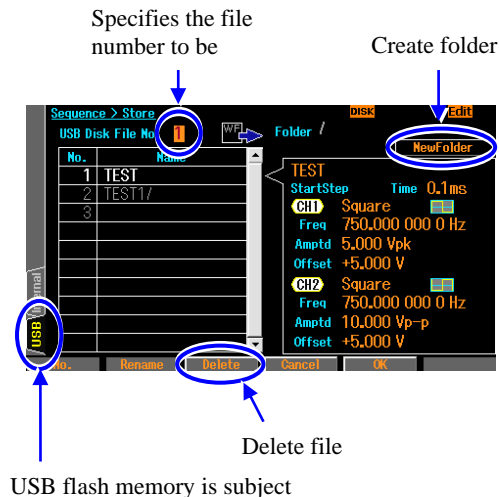 Specifies the file
number to be
Create folder
Sequence > Store
DISK
Edit
USB Disk File No. 1
WF
Folder /
NewFolder
No. Name
1 TEST
2 TEST1/
3
TEST
StartStep Time 0.1ms
CH1 Square
Freq 750.000 000 0 Hz
Amptd 5.000 Vpk
Offset +5.000 V
CH2 Square
Freq 750.000 000 0 Hz
Amptd 10.000 Vp-p
Offset +5.000 V
Internal
USB
No. Rename Delete Cancel OK
Delete file
USB flash memory is subject